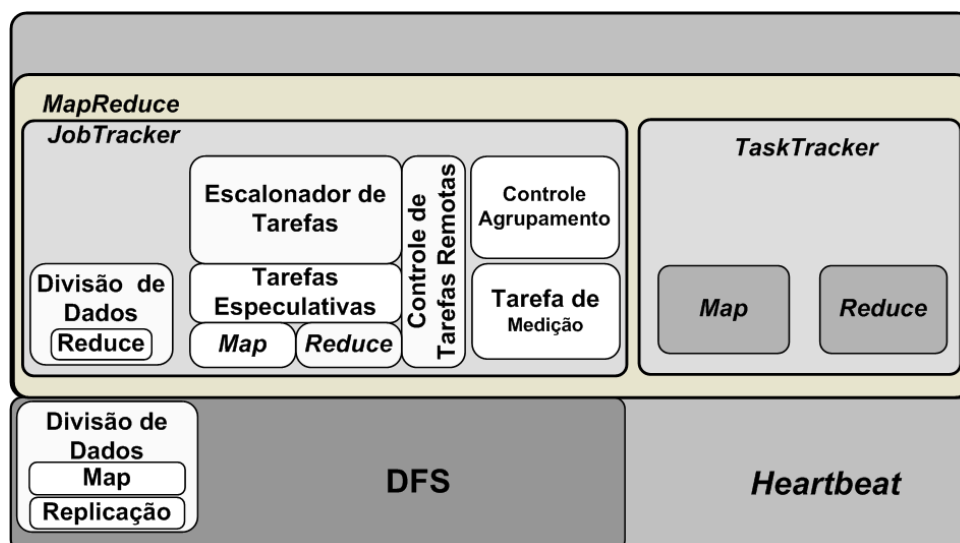 MapReduce
JobTracker
Divisão de
Dados
Reduce
Escalonador de
Tarefas
Tarefas
Especulativas
Map
Reduce
Controle de
Tarefas Remotas
Controle
Agrupamento
Tarefa de
Medição
TaskTracker
Map
Reduce
Divisão de
Dados
Map
Replicação
DFS
Heartbeat